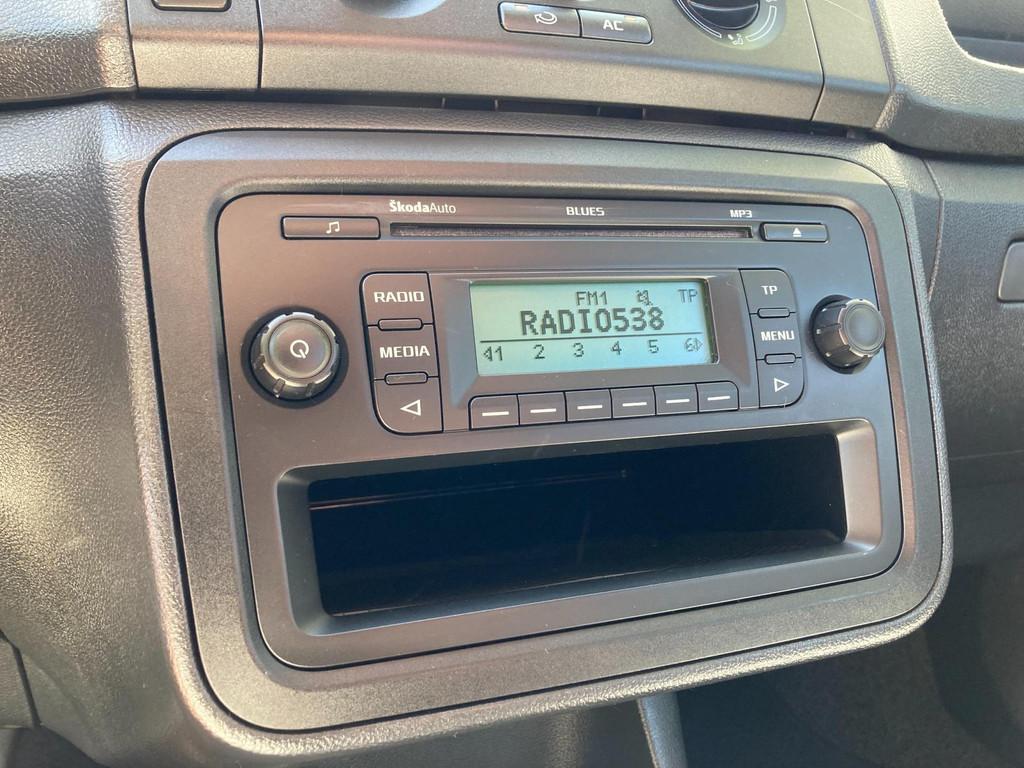 AC
ŠkodaAuto BLUES MP3
RADIO FM1 TP TP
RADIO538
MEDIA MENU
1 2 3 4 5 6